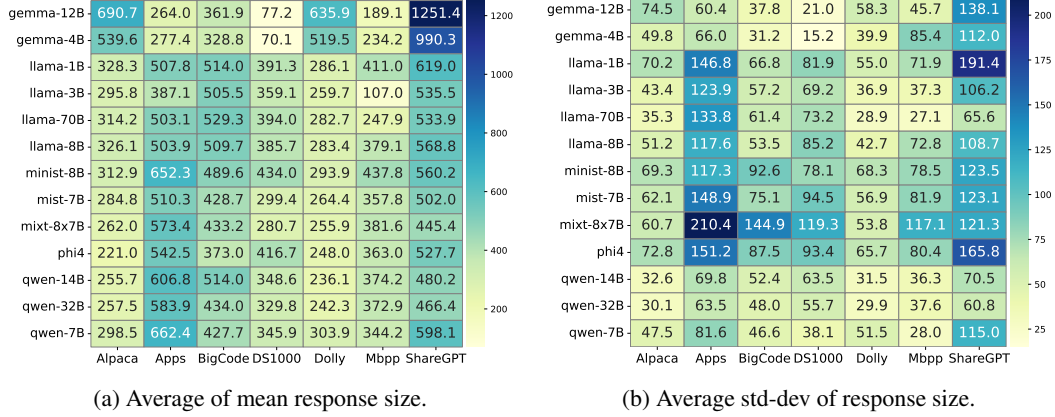 gemma-12B 690.7 264.0 361.9 77.2 635.9 189.1 1251.4
gemma-4B 539.6 277.4 328.8 70.1 519.5 234.2 990.3
llama-1B 328.3 507.8 514.0 391.3 286.1 411.0 619.0
llama-3B 295.8 387.1 505.5 359.1 259.7 107.0 535.5
llama-70B 314.2 503.1 529.3 394.0 282.7 247.9 533.9
llama-8B 326.1 503.9 509.7 385.7 283.4 379.1 568.8
minist-8B 312.9 652.3 489.6 434.0 293.9 437.8 560.2
mist-7B 284.8 510.3 428.7 299.4 264.4 357.8 502.0
mixt-8x7B 262.0 573.4 433.2 280.7 255.9 381.6 445.4
phi4 221.0 542.5 373.0 416.7 248.0 363.0 527.7
qwen-14B 255.7 606.8 514.0 348.6 236.1 374.2 480.2
qwen-32B 257.5 583.9 434.0 329.8 242.3 372.9 466.4
qwen-7B 298.5 662.4 427.7 345.9 303.9 344.2 598.1
Alpaca Apps BigCode DS1000 Dolly Mbpp ShareGPT
1200
1000
800
600
400
200
(a) Average of mean response size.
gemma-12B 74.5 60.4 37.8 21.0 58.3 45.7 138.1
gemma-4B 49.8 66.0 31.2 15.2 39.9 85.4 112.0
llama-1B 70.2 146.8 66.8 81.9 55.0 71.9 191.4
llama-3B 43.4 123.9 57.2 69.2 36.9 37.3 106.2
llama-70B 35.3 133.8 61.4 73.2 28.9 27.1 65.6
llama-8B 51.2 117.6 53.5 85.2 42.7 72.8 108.7
minist-8B 69.3 117.3 92.6 78.1 68.3 78.5 123.5
mist-7B 62.1 148.9 75.1 94.5 56.9 81.9 123.1
mixt-8x7B 60.7 210.4 144.9 119.3 53.8 117.1 121.3
phi4 72.8 151.2 87.5 93.4 65.7 80.4 165.8
qwen-14B 32.6 69.8 52.4 63.5 31.5 36.3 70.5
qwen-32B 30.1 63.5 48.0 55.7 29.9 37.6 60.8
qwen-7B 47.5 81.6 46.6 38.1 51.5 28.0 115.0
Alpaca Apps BigCode DS1000 Dolly Mbpp ShareGPT
200
175
150
125
100
75
50
25
(b) Average std-dev of response size.